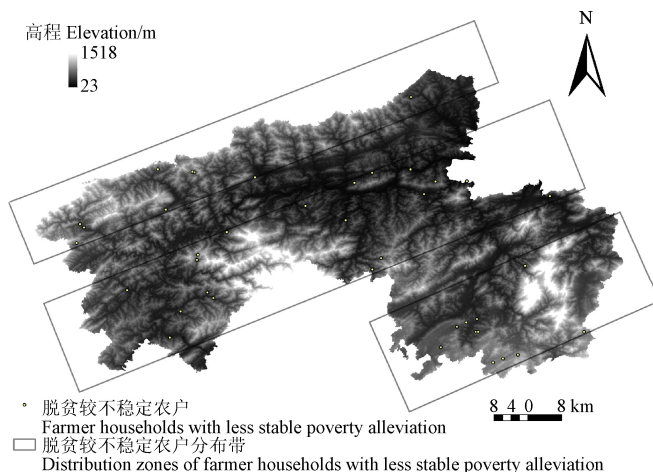 高程 Elevation/m
1518
23
N
脱贫较不稳定农户
Farmer households with less stable poverty alleviation
8 4 0 8 km
脱贫较不稳定农户分布带
Distribution zones of farmer households with less stable poverty alleviation